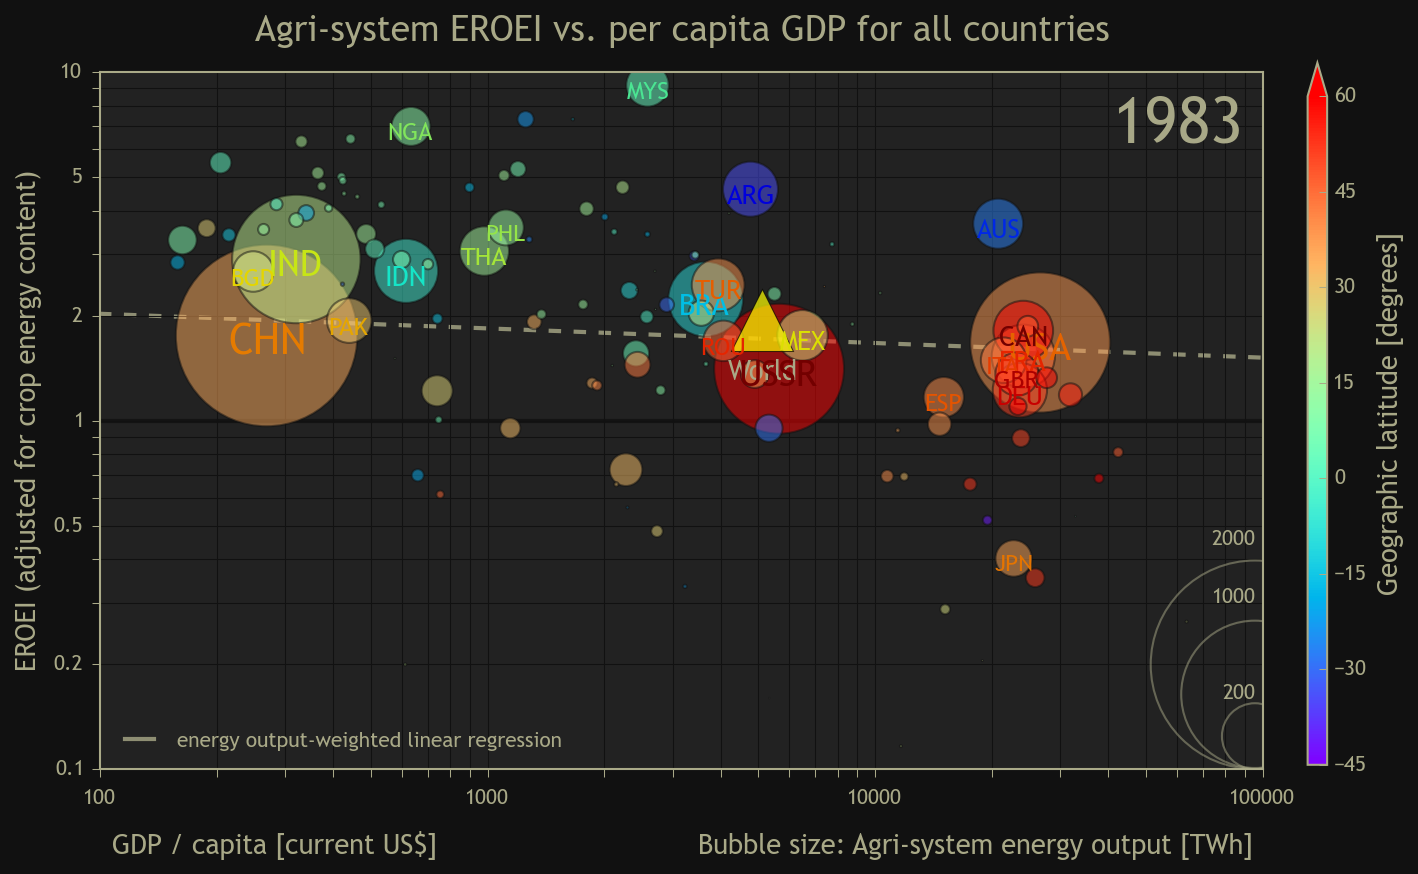 Agri-system EROEI vs. per capita GDP for all countries
1983
EROEI (adjusted for crop energy content)
10
5
2
1
0.5
0.2
0.1
MYS
NGA
ARG
AUS
PHL
THA
IND
BGD
IDN
TUR
BRA
CHN
PAK
MEX
World
CAN
ESP
GBR
DEU
JPN
2000
1000
200
energy output-weighted linear regression
100
1000
10000
100000
GDP / capita [current US$]
Bubble size: Agri-system energy output [TWh]
60
45
30
15
0
−15
−30
−45
Geographic latitude [degrees]